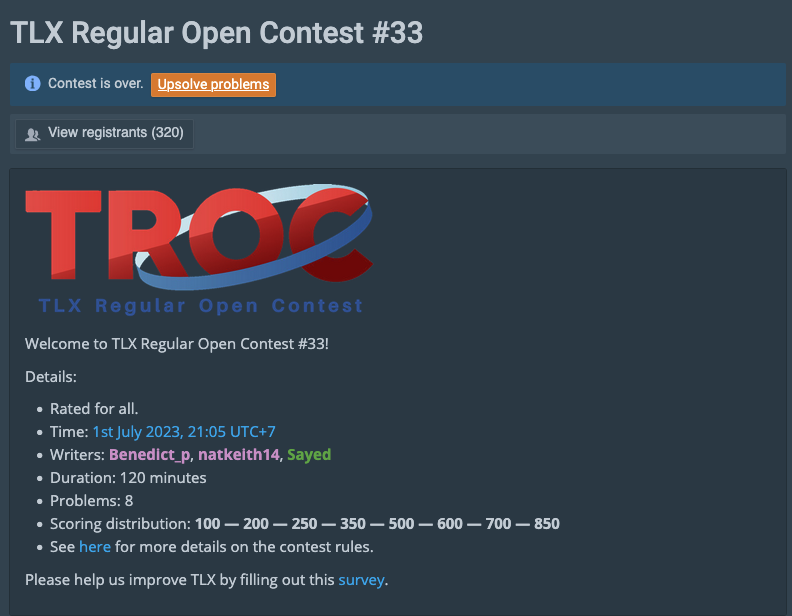 TLX Regular Open Contest #33
Contest is over. Upsolve problems
View registrants (320)
TROC
TLX Regular Open Contest
Welcome to TLX Regular Open Contest #33!
Details:
• Rated for all.
• Time: 1st July 2023, 21:05 UTC+7
• Writers: Benedict_p, natkeith14, Sayed
• Duration: 120 minutes
• Problems: 8
• Scoring distribution: 100 — 200 — 250 — 350 — 500 — 600 — 700 — 850
• See here for more details on the contest rules.
Please help us improve TLX by filling out this survey.